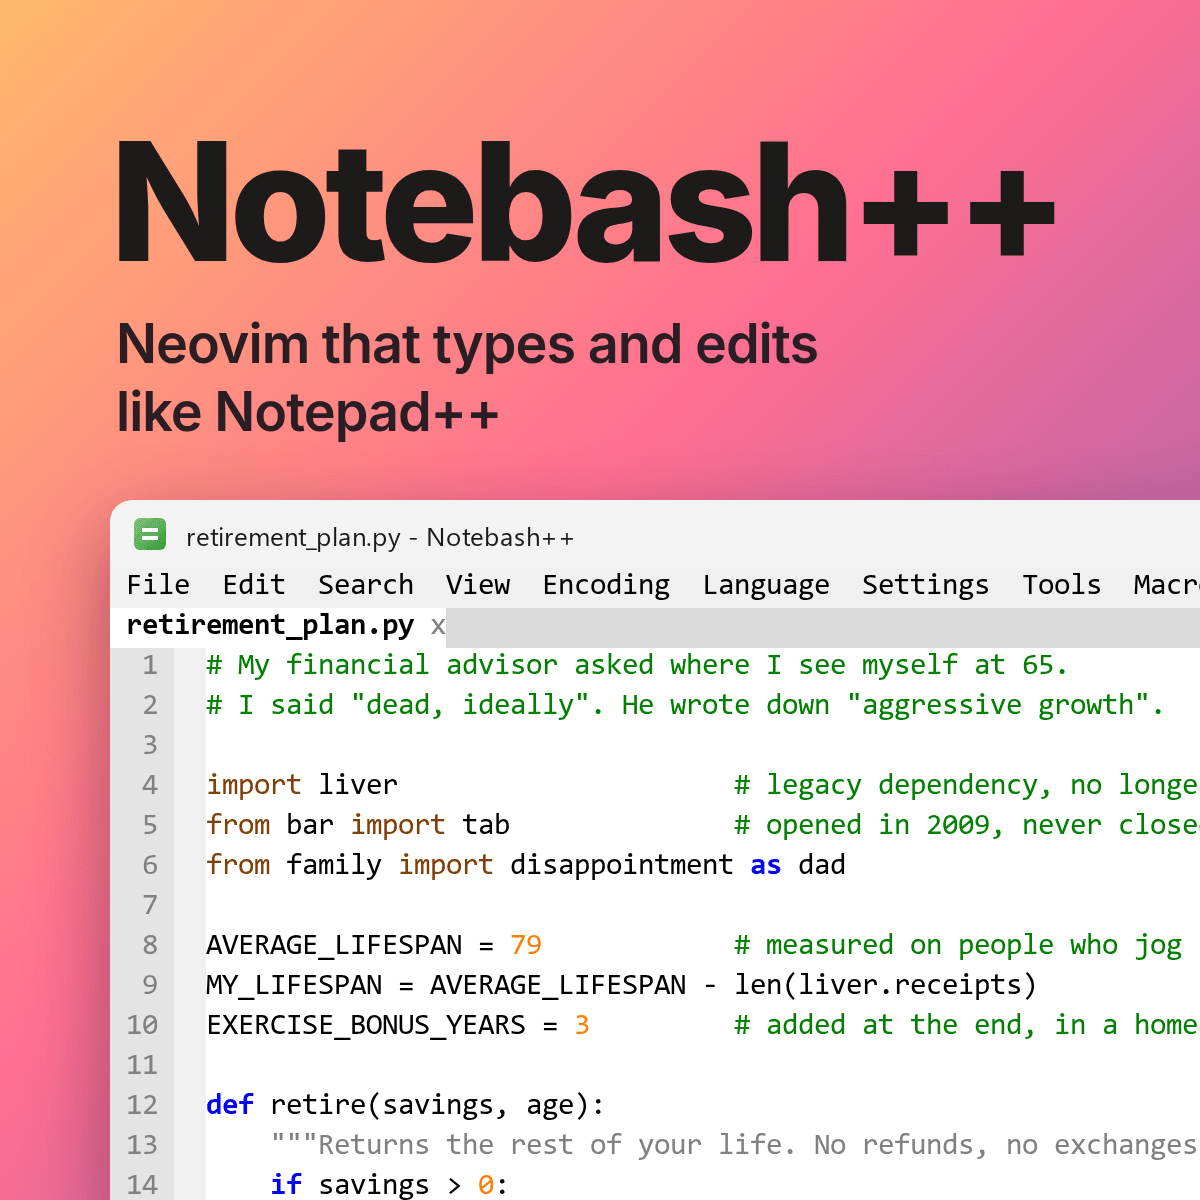 Notebash++
Neovim that types and edits
like Notepad++
retirement_plan.py - Notebash++
File Edit Search View Encoding Language Settings Tools Macr
retirement_plan.py x
1 # My financial advisor asked where I see myself at 65.
2 # I said "dead, ideally". He wrote down "aggressive growth".
3
4 import liver # legacy dependency, no longe
5 from bar import tab # opened in 2009, never close
6 from family import disappointment as dad
7
8 AVERAGE_LIFESPAN = 79 # measured on people who jog
9 MY_LIFESPAN = AVERAGE_LIFESPAN - len(liver.receipts)
10 EXERCISE_BONUS_YEARS = 3 # added at the end, in a home
11
12 def retire(savings, age):
13 """Returns the rest of your life. No refunds, no exchanges
14 if savings > 0: